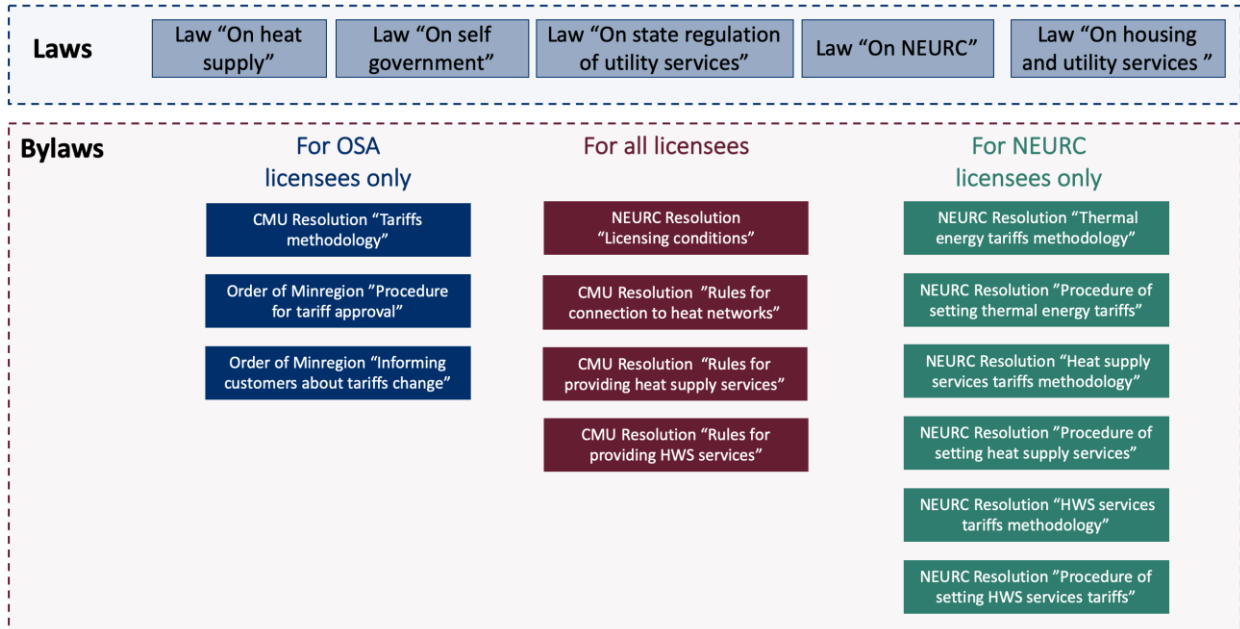 Laws
Law “On heat
supply”
Law “On self
government”
Law “On state regulation
of utility services”
Law “On NEURC”
Law “On housing
and utility services ”
Bylaws
For OSA
licensees only
CMU Resolution “Tariffs
methodology”
Order of Minregion ”Procedure
for tariff approval”
Order of Minregion “Informing
customers about tariffs change”
For all licensees
NEURC Resolution
“Licensing conditions”
CMU Resolution ”Rules for
connection to heat networks”
CMU Resolution “Rules for
providing heat supply services”
CMU Resolution “Rules for
providing HWS services”
For NEURC
licensees only
NEURC Resolution “Thermal
energy tariffs methodology”
NEURC Resolution ”Procedure of
setting thermal energy tariffs”
NEURC Resolution “Heat supply
services tariffs methodology”
NEURC Resolution ”Procedure of
setting heat supply services”
NEURC Resolution “HWS services
tariffs methodology”
NEURC Resolution ”Procedure of
setting HWS services tariffs”